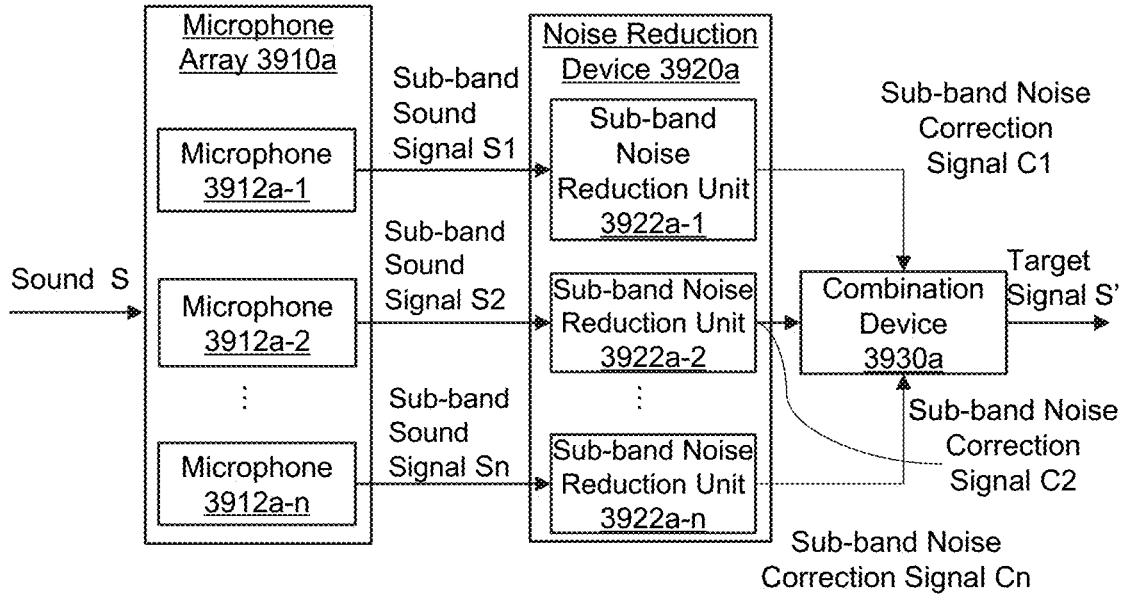 Microphone
Array 3910a
Noise Reduction
Device 3920a
Sub-band
Sound
Signal S1
Sub-band Noise
Correction
Signal C1
Microphone
3912a-1
Sub-band
Noise
Reduction Unit
3922a-1
Sound S
Sub-band
Sound
Signal S2
Microphone
3912a-2
Sub-band Noise
Reduction Unit
3922a-2
Combination
Device
3930a
Target
Signal S'
Sub-band
Sound
Signal Sn
Sub-band Noise
Correction
Signal C2
Microphone
3912a-n
Sub-band Noise
Reduction Unit
3922a-n
Sub-band Noise
Correction Signal Cn